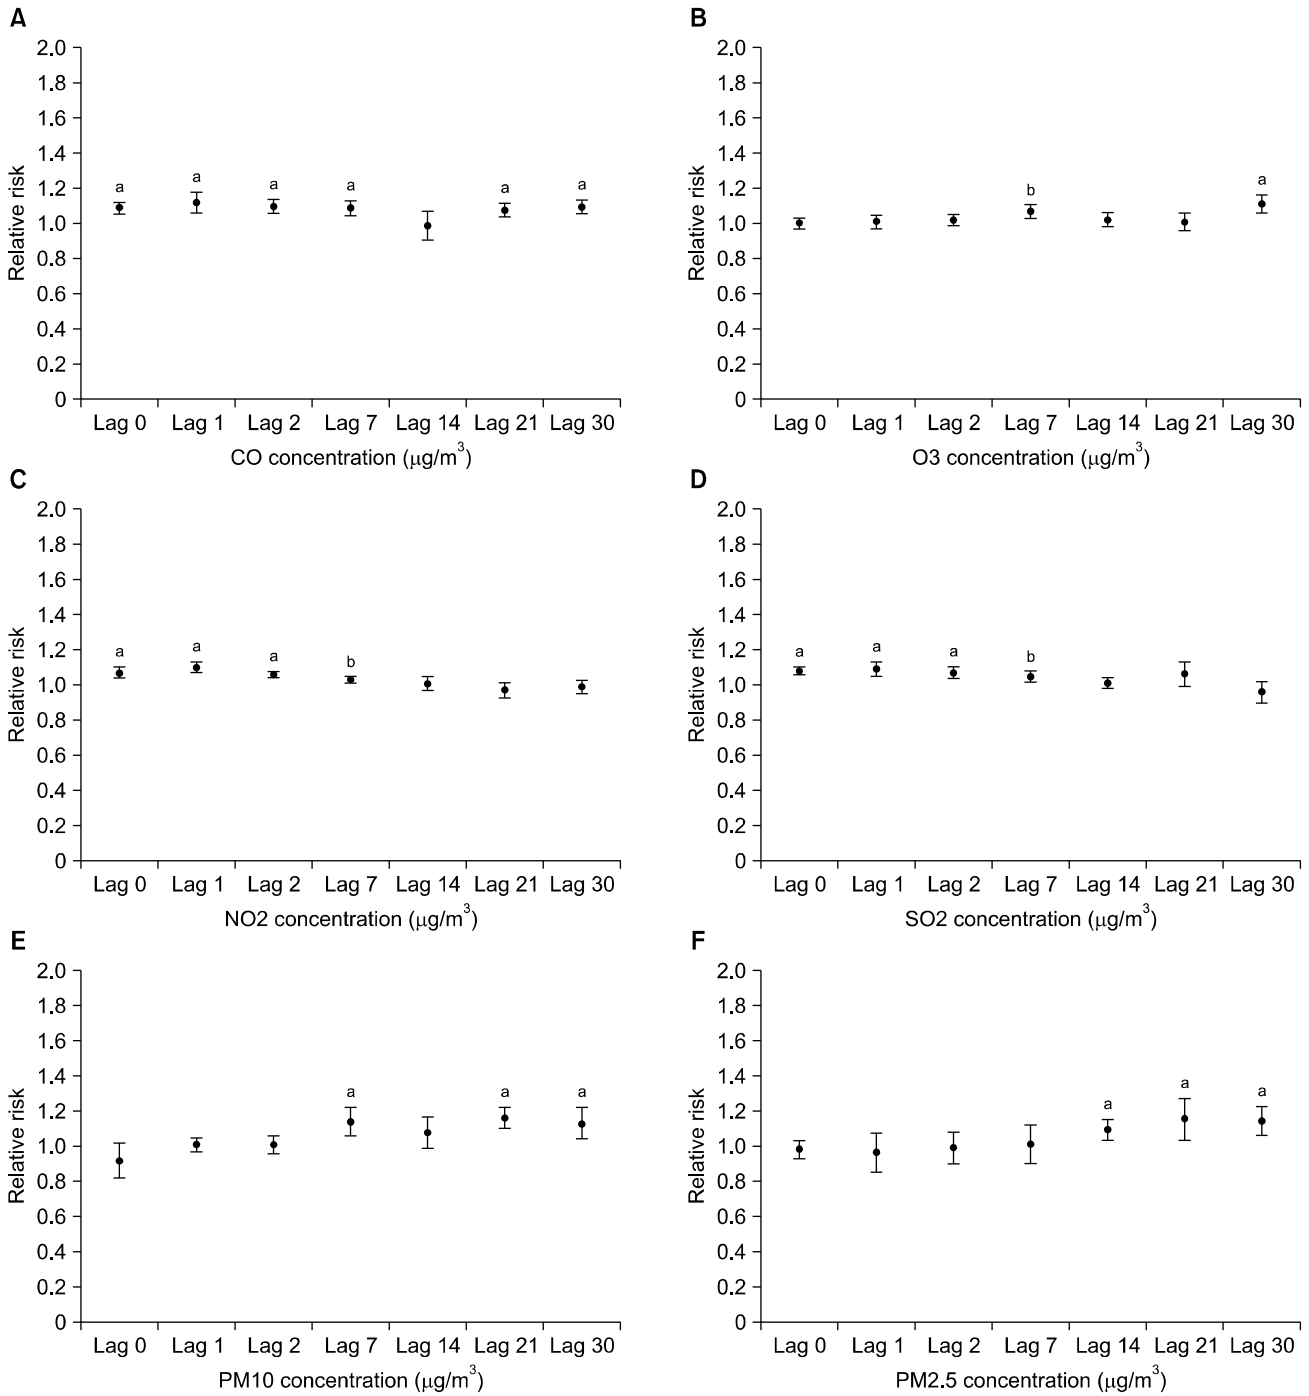 A
Relative risk
2.0
1.8
1.6
1.4
1.2
1.0
0.8
0.6
0.4
0.2
0
a a a a a a
Lag 0 Lag 1 Lag 2 Lag 7 Lag 14 Lag 21 Lag 30
CO concentration (μg/m³)
B
Relative risk
2.0
1.8
1.6
1.4
1.2
1.0
0.8
0.6
0.4
0.2
0
b a
Lag 0 Lag 1 Lag 2 Lag 7 Lag 14 Lag 21 Lag 30
O3 concentration (μg/m³)
C
Relative risk
2.0
1.8
1.6
1.4
1.2
1.0
0.8
0.6
0.4
0.2
0
a a a b
Lag 0 Lag 1 Lag 2 Lag 7 Lag 14 Lag 21 Lag 30
NO2 concentration (μg/m³)
D
Relative risk
2.0
1.8
1.6
1.4
1.2
1.0
0.8
0.6
0.4
0.2
0
a a a b
Lag 0 Lag 1 Lag 2 Lag 7 Lag 14 Lag 21 Lag 30
SO2 concentration (μg/m³)
E
Relative risk
2.0
1.8
1.6
1.4
1.2
1.0
0.8
0.6
0.4
0.2
0
a a a
Lag 0 Lag 1 Lag 2 Lag 7 Lag 14 Lag 21 Lag 30
PM10 concentration (μg/m³)
F
Relative risk
2.0
1.8
1.6
1.4
1.2
1.0
0.8
0.6
0.4
0.2
0
a a a
Lag 0 Lag 1 Lag 2 Lag 7 Lag 14 Lag 21 Lag 30
PM2.5 concentration (μg/m³)